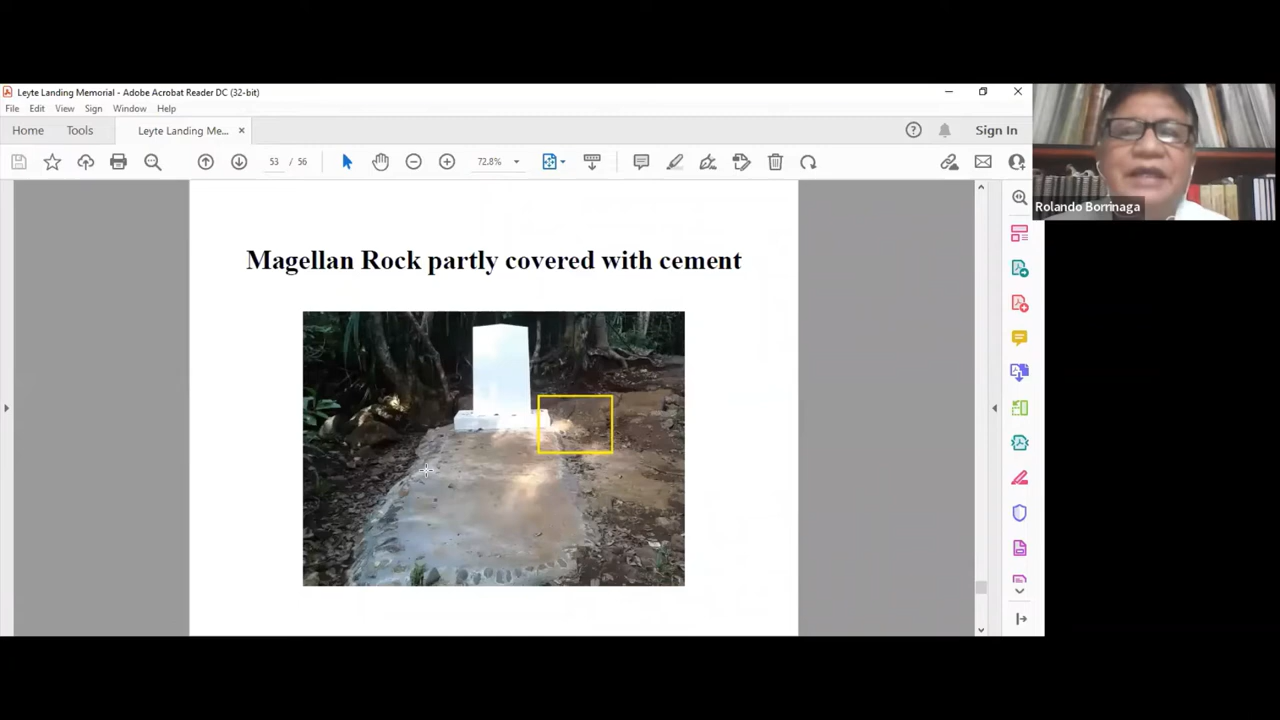 Leyte Landing Memorial - Adobe Acrobat Reader DC (32-bit)
File Edit View Sign Window Help
Home Tools Leyte Landing Me... Sign In
53 / 56 72.8%
Rolando Borrinaga
Magellan Rock partly covered with cement